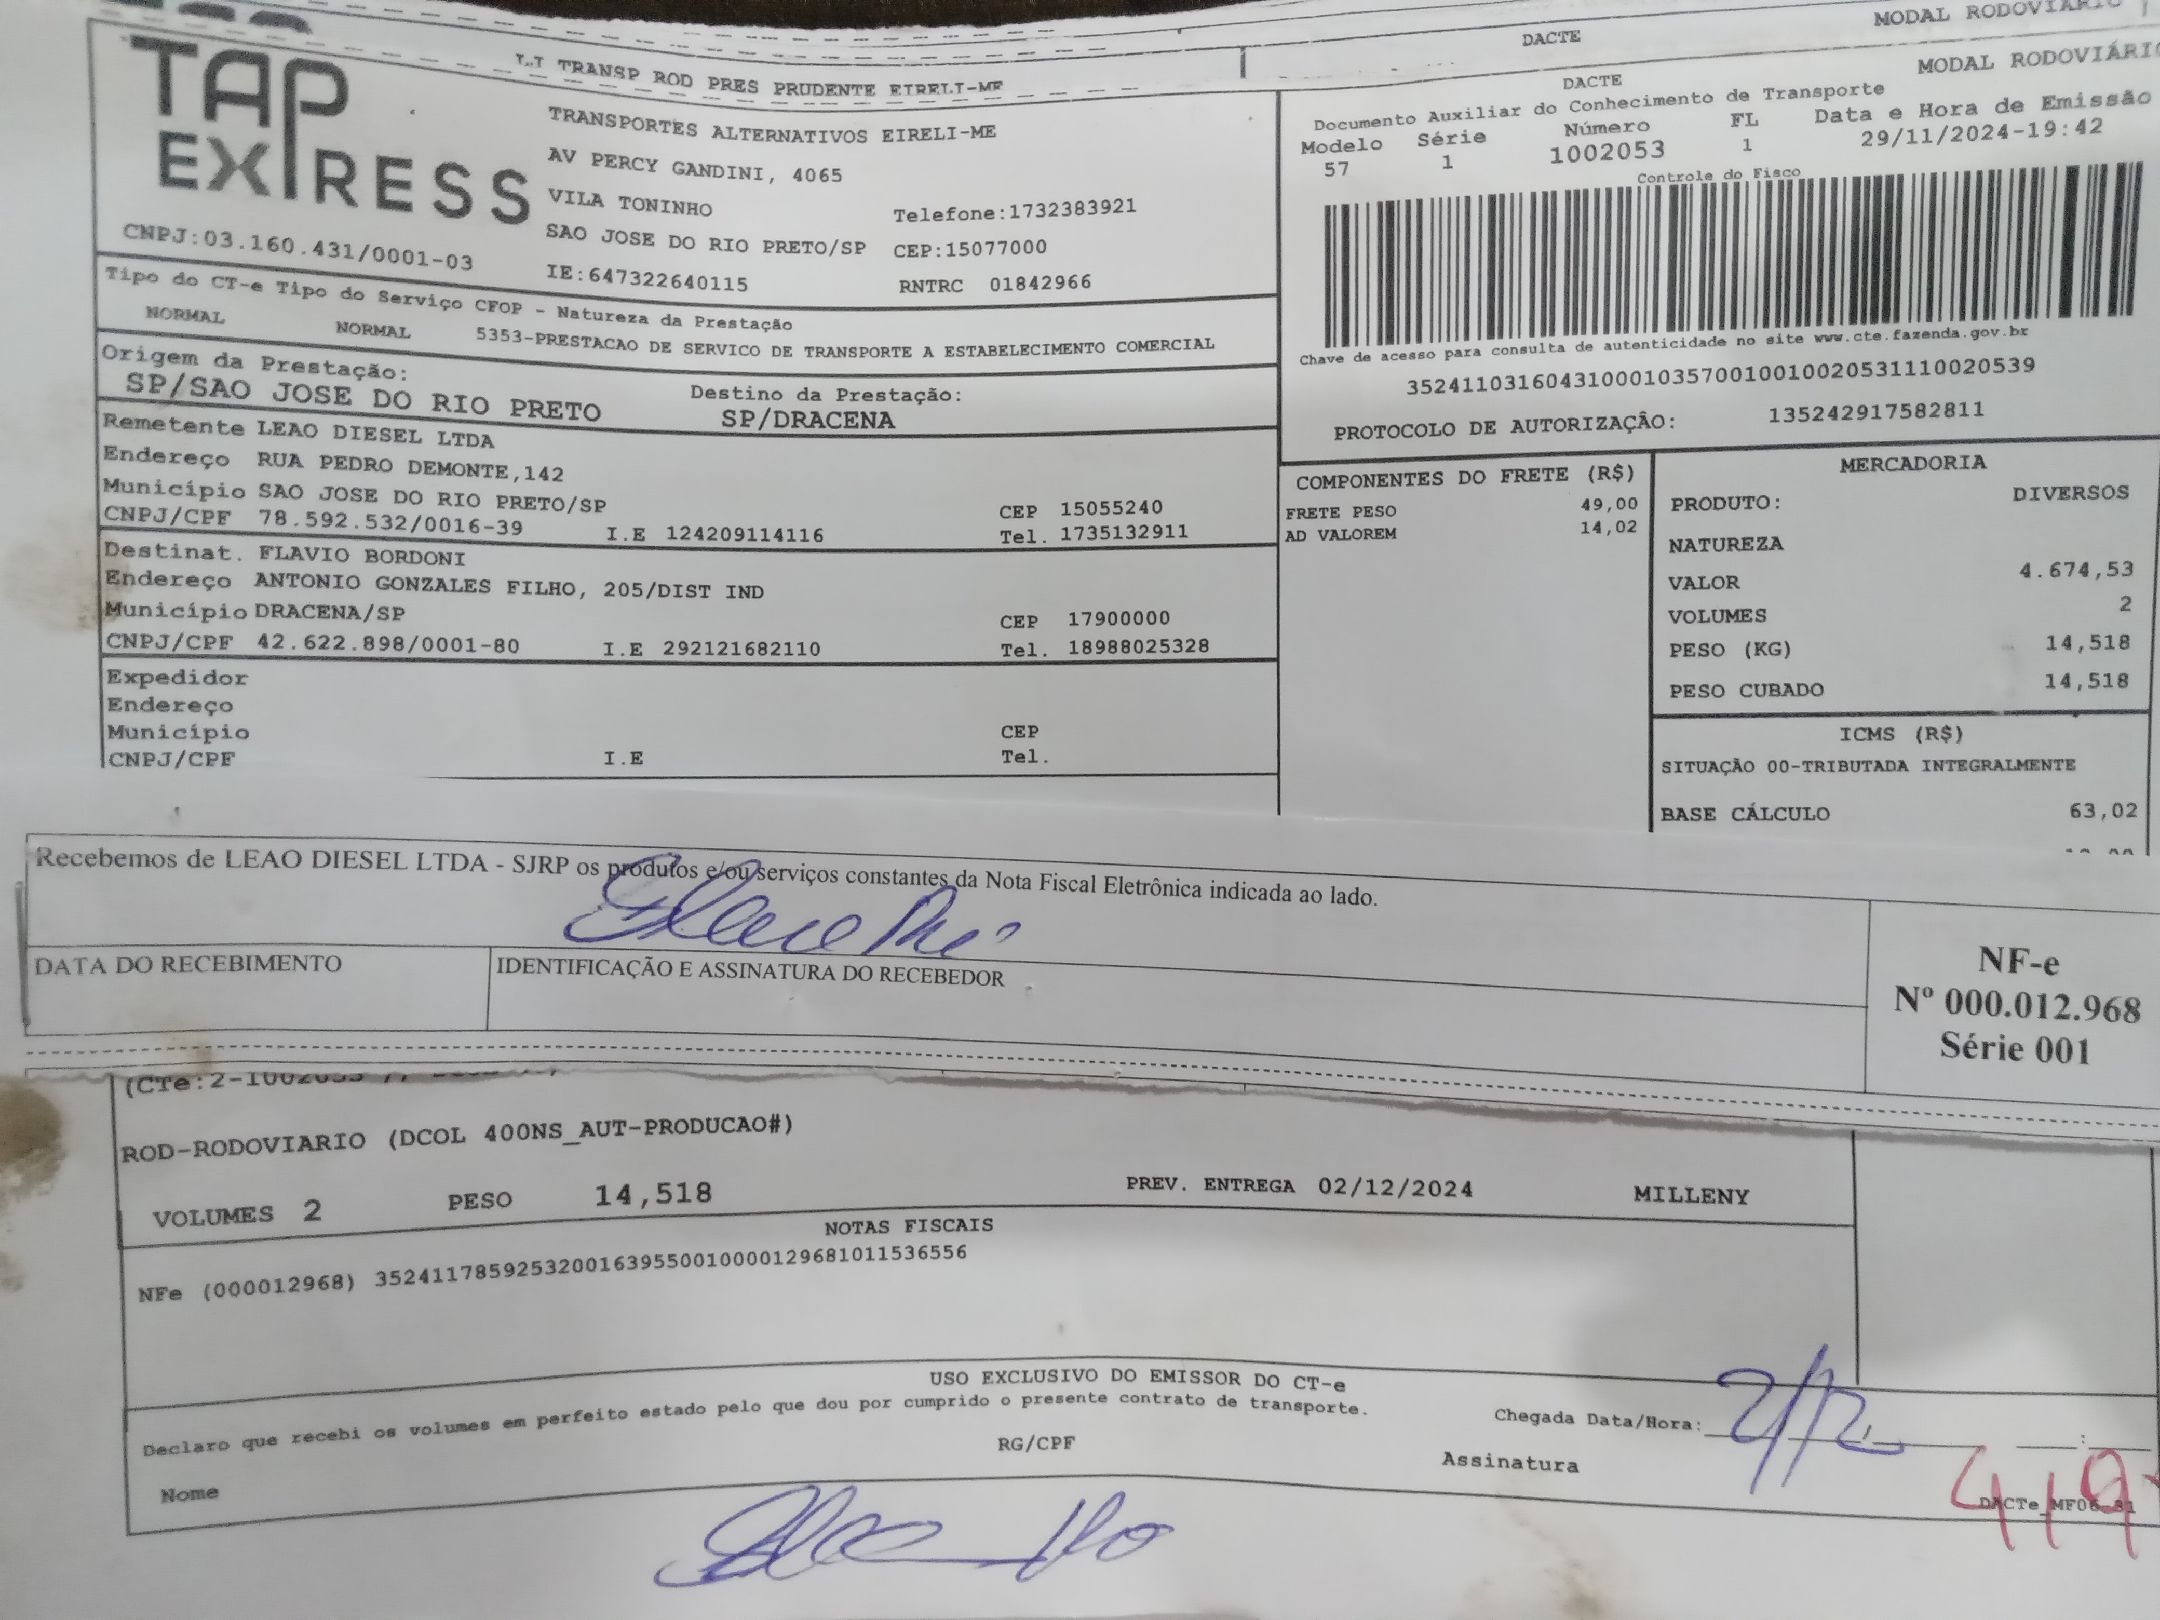 DACTE
MODAL RODOVIÁRIO
TRANSP ROD PRES PRUDENTE EIRELI-ME
TAP
EXPRESS
CNPJ:03.160.431/0001-03
TRANSPORTES ALTERNATIVOS EIRELI-ME
AV PERCY GANDINI, 4065
VILA TONINHO
Telefone:1732383921
SAO JOSE DO RIO PRETO/SP CEP:15077000
IE:647322640115 RNTRC 01842966
DACTE
MODAL RODOVIÁRIO
Documento Auxiliar do Conhecimento de Transporte
Modelo Série Número FL Data e Hora de Emissão
57 1 1002053 1 29/11/2024-19:42
Controle do Fisco
Chave de acesso para consulta de autenticidade no site www.cte.fazenda.gov.br
35241103160431000103570010010020531110020539
PROTOCOLO DE AUTORIZAÇÃO: 135242917582811
Tipo do CT-e Tipo do Serviço CFOP - Natureza da Prestação
NORMAL NORMAL 5353-PRESTACAO DE SERVICO DE TRANSPORTE A ESTABELECIMENTO COMERCIAL
Origem da Prestação: Destino da Prestação:
SP/SAO JOSE DO RIO PRETO SP/DRACENA
Remetente LEAO DIESEL LTDA
Endereço RUA PEDRO DEMONTE,142
Município SAO JOSE DO RIO PRETO/SP CEP 15055240
CNPJ/CPF 78.592.532/0016-39 I.E 124209114116 Tel. 1735132911
Destinat. FLAVIO BORDONI
Endereço ANTONIO GONZALES FILHO, 205/DIST IND
Município DRACENA/SP CEP 17900000
CNPJ/CPF 42.622.898/0001-80 I.E 292121682110 Tel. 18988025328
Expedidor
Endereço
Município CEP
CNPJ/CPF I.E Tel.
COMPONENTES DO FRETE (R$)
FRETE PESO 49,00
AD VALOREM 14,02
MERCADORIA
PRODUTO: DIVERSOS
NATUREZA
VALOR 4.674,53
VOLUMES 2
PESO (KG) 14,518
PESO CUBADO 14,518
ICMS (R$)
SITUAÇÃO 00-TRIBUTADA INTEGRALMENTE
BASE CÁLCULO 63,02
Recebemos de LEAO DIESEL LTDA - SJRP os produtos e/ou serviços constantes da Nota Fiscal Eletrônica indicada ao lado.
DATA DO RECEBIMENTO IDENTIFICAÇÃO E ASSINATURA DO RECEBEDOR
NF-e
Nº 000.012.968
Série 001
(CTe:2-1002053
ROD-RODOVIARIO (DCOL 400NS_AUT-PRODUCAO#)
VOLUMES 2 PESO 14,518 PREV. ENTREGA 02/12/2024 MILLENY
NOTAS FISCAIS
NFe (000012968) 35241178592532001639550010000129681011536556
USO EXCLUSIVO DO EMISSOR DO CT-e
Declaro que recebi os volumes em perfeito estado pelo que dou por cumprido o presente contrato de transporte.
Chegada Data/Hora: 2/12 :
Nome RG/CPF Assinatura
DACTe_MF06_81